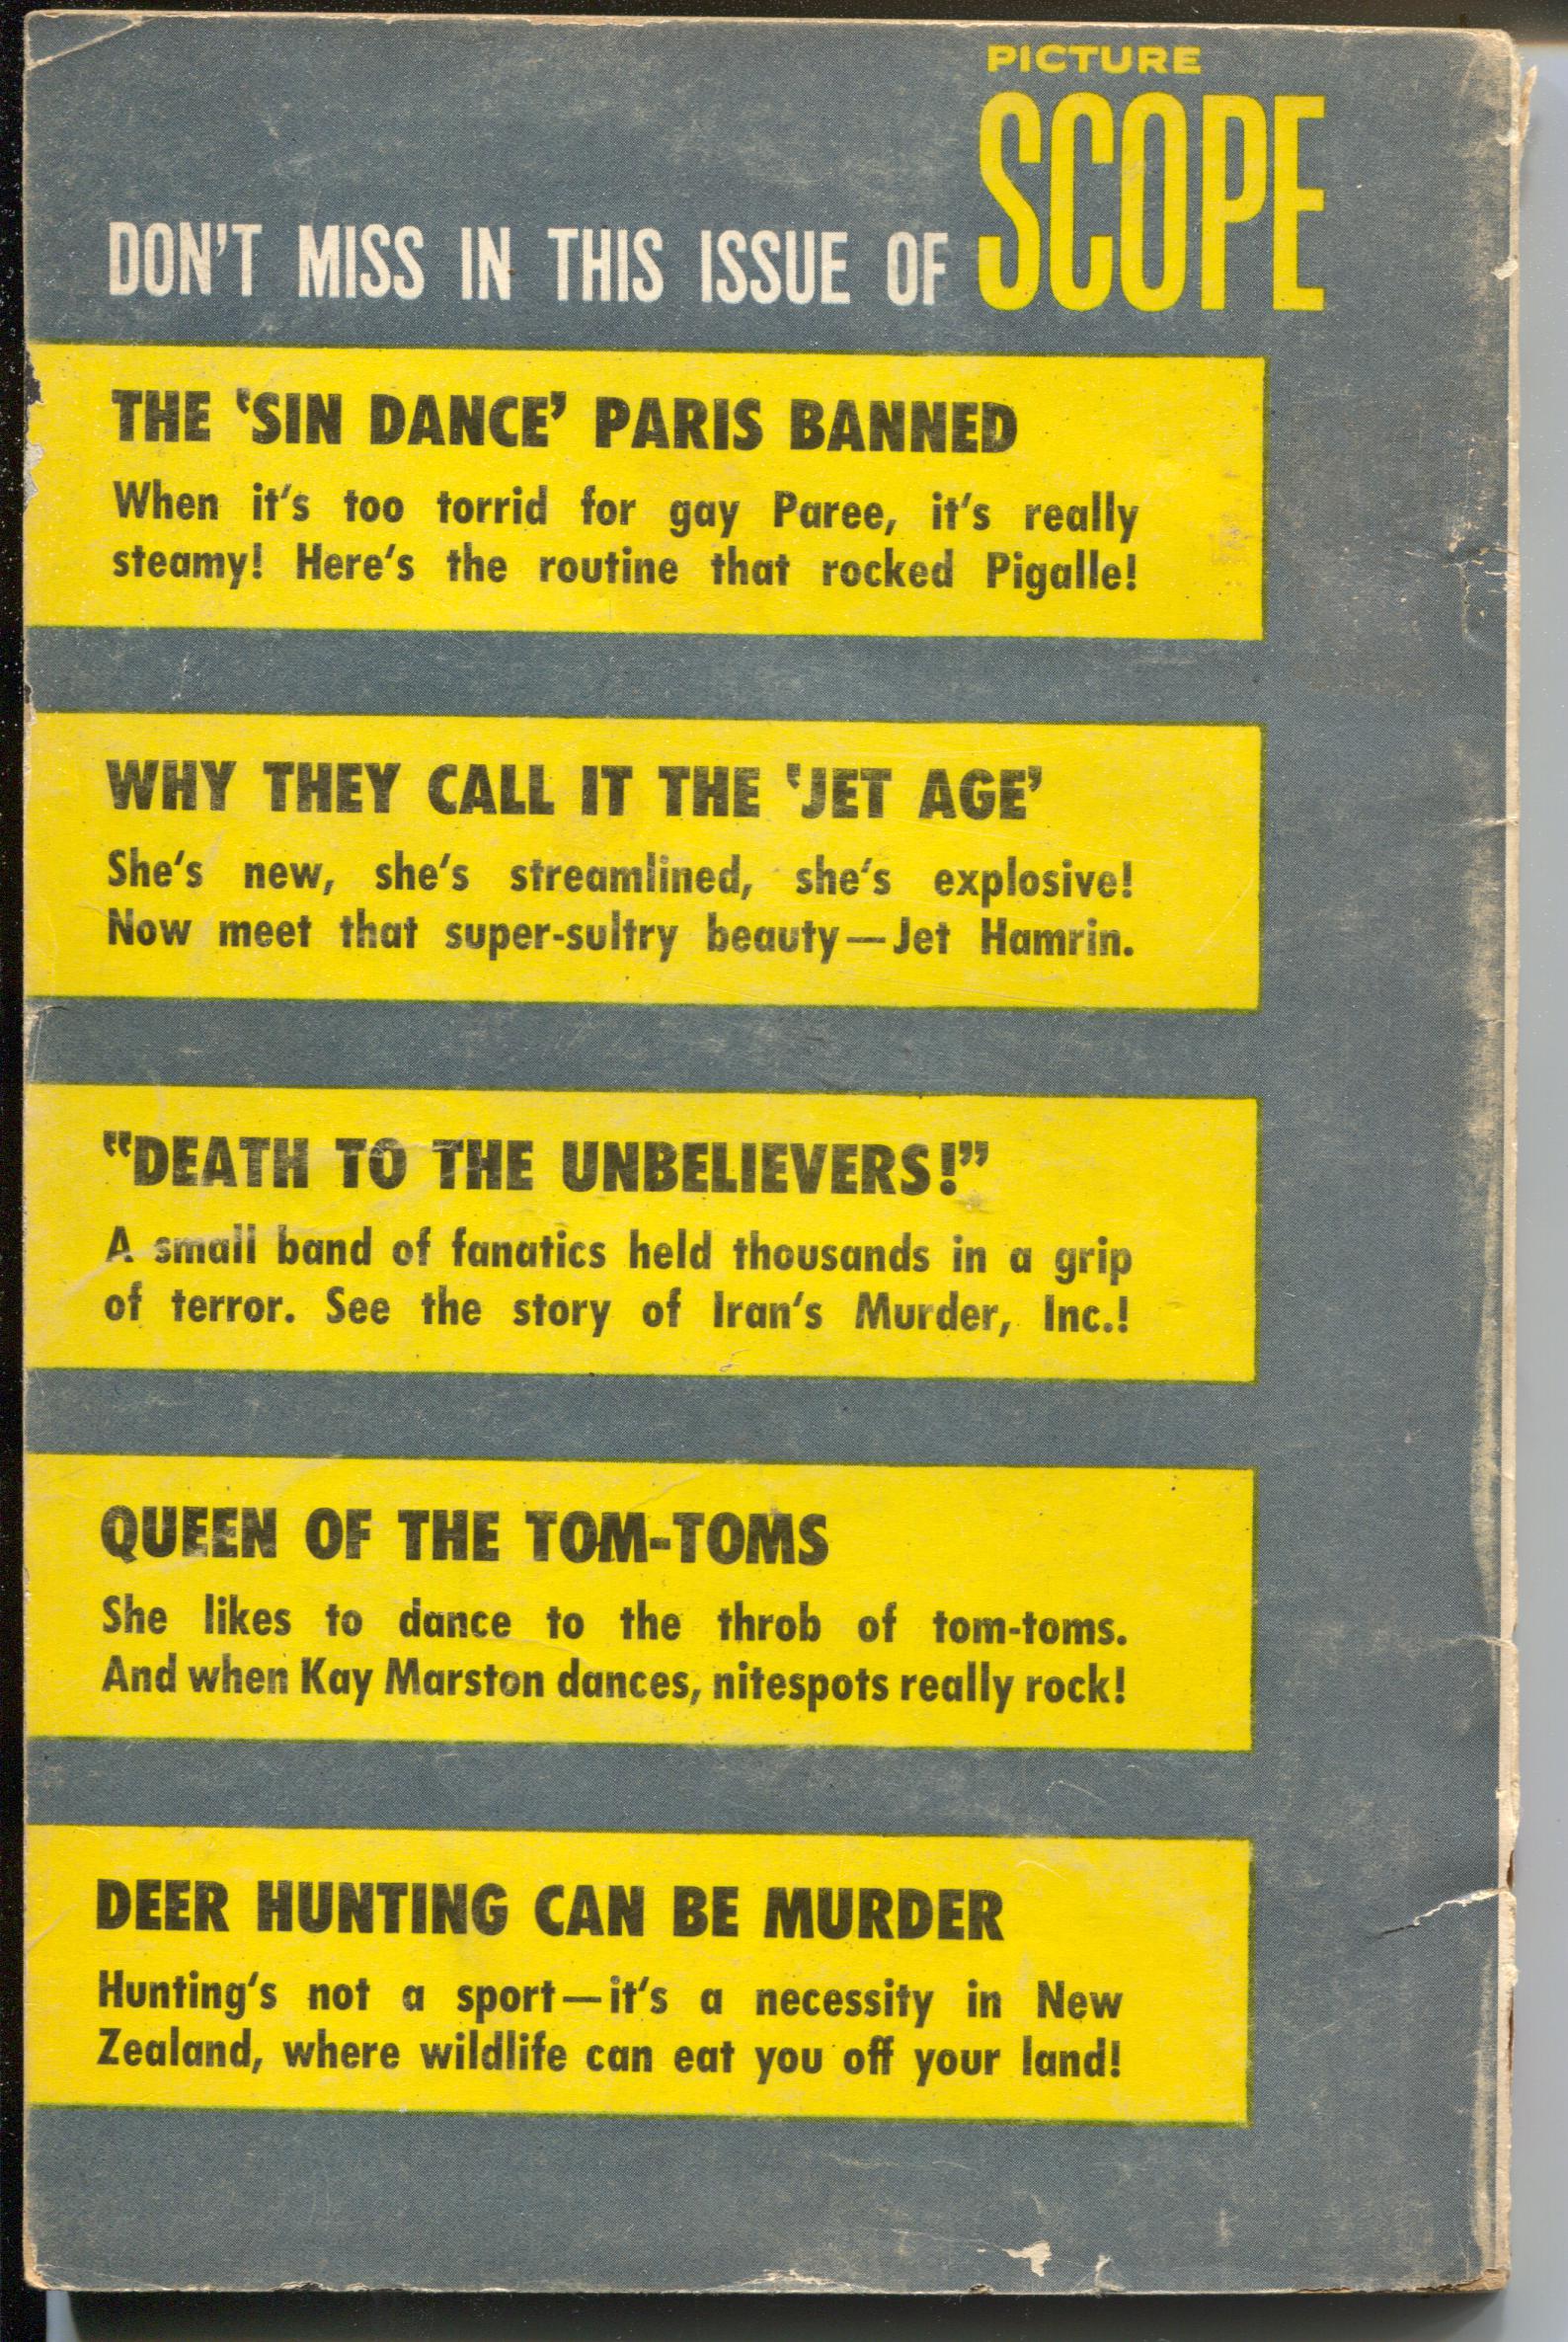 PICTURE
DON'T MISS IN THIS ISSUE OF SCOPE
THE 'SIN DANCE' PARIS BANNED
When it's too torrid for gay Paree, it's really
steamy! Here's the routine that rocked Pigalle!
WHY THEY CALL IT THE 'JET AGE'
She's new, she's streamlined, she's explosive!
Now meet that super-sultry beauty—Jet Hamrin.
"DEATH TO THE UNBELIEVERS!"
A small band of fanatics held thousands in a grip
of terror. See the story of Iran's Murder, Inc.!
QUEEN OF THE TOM-TOMS
She likes to dance to the throb of tom-toms.
And when Kay Marston dances, nitespots really rock!
DEER HUNTING CAN BE MURDER
Hunting's not a sport—it's a necessity in New
Zealand, where wildlife can eat you off your land!